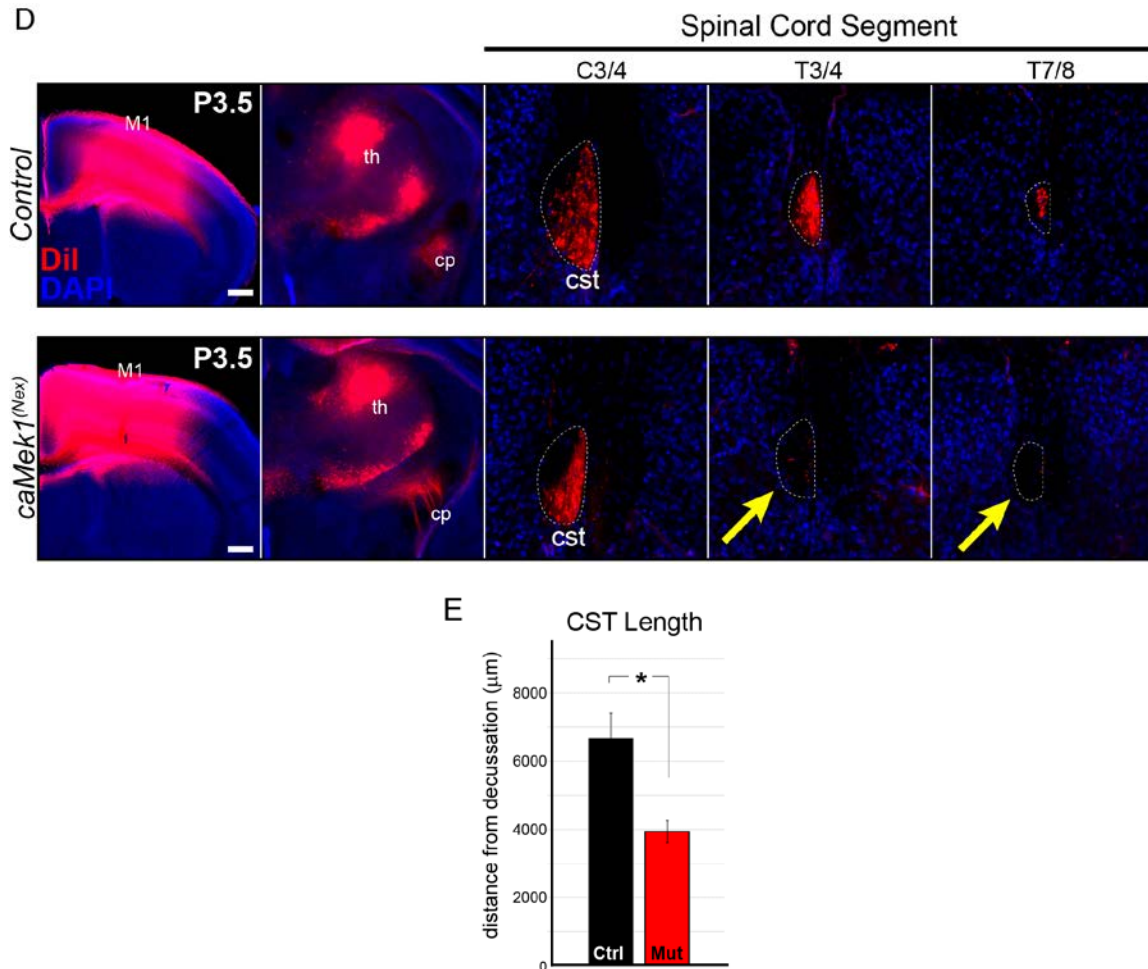 D
Spinal Cord Segment
C3/4 T3/4 T7/8
Control
P3.5
M1
DiI
DAPI
th
cp
cst
caMek1(Nex)
P3.5
M1
th
cp
cst
E
CST Length
distance from decussation (µm)
8000
6000
4000
2000
0
*
Ctrl Mut